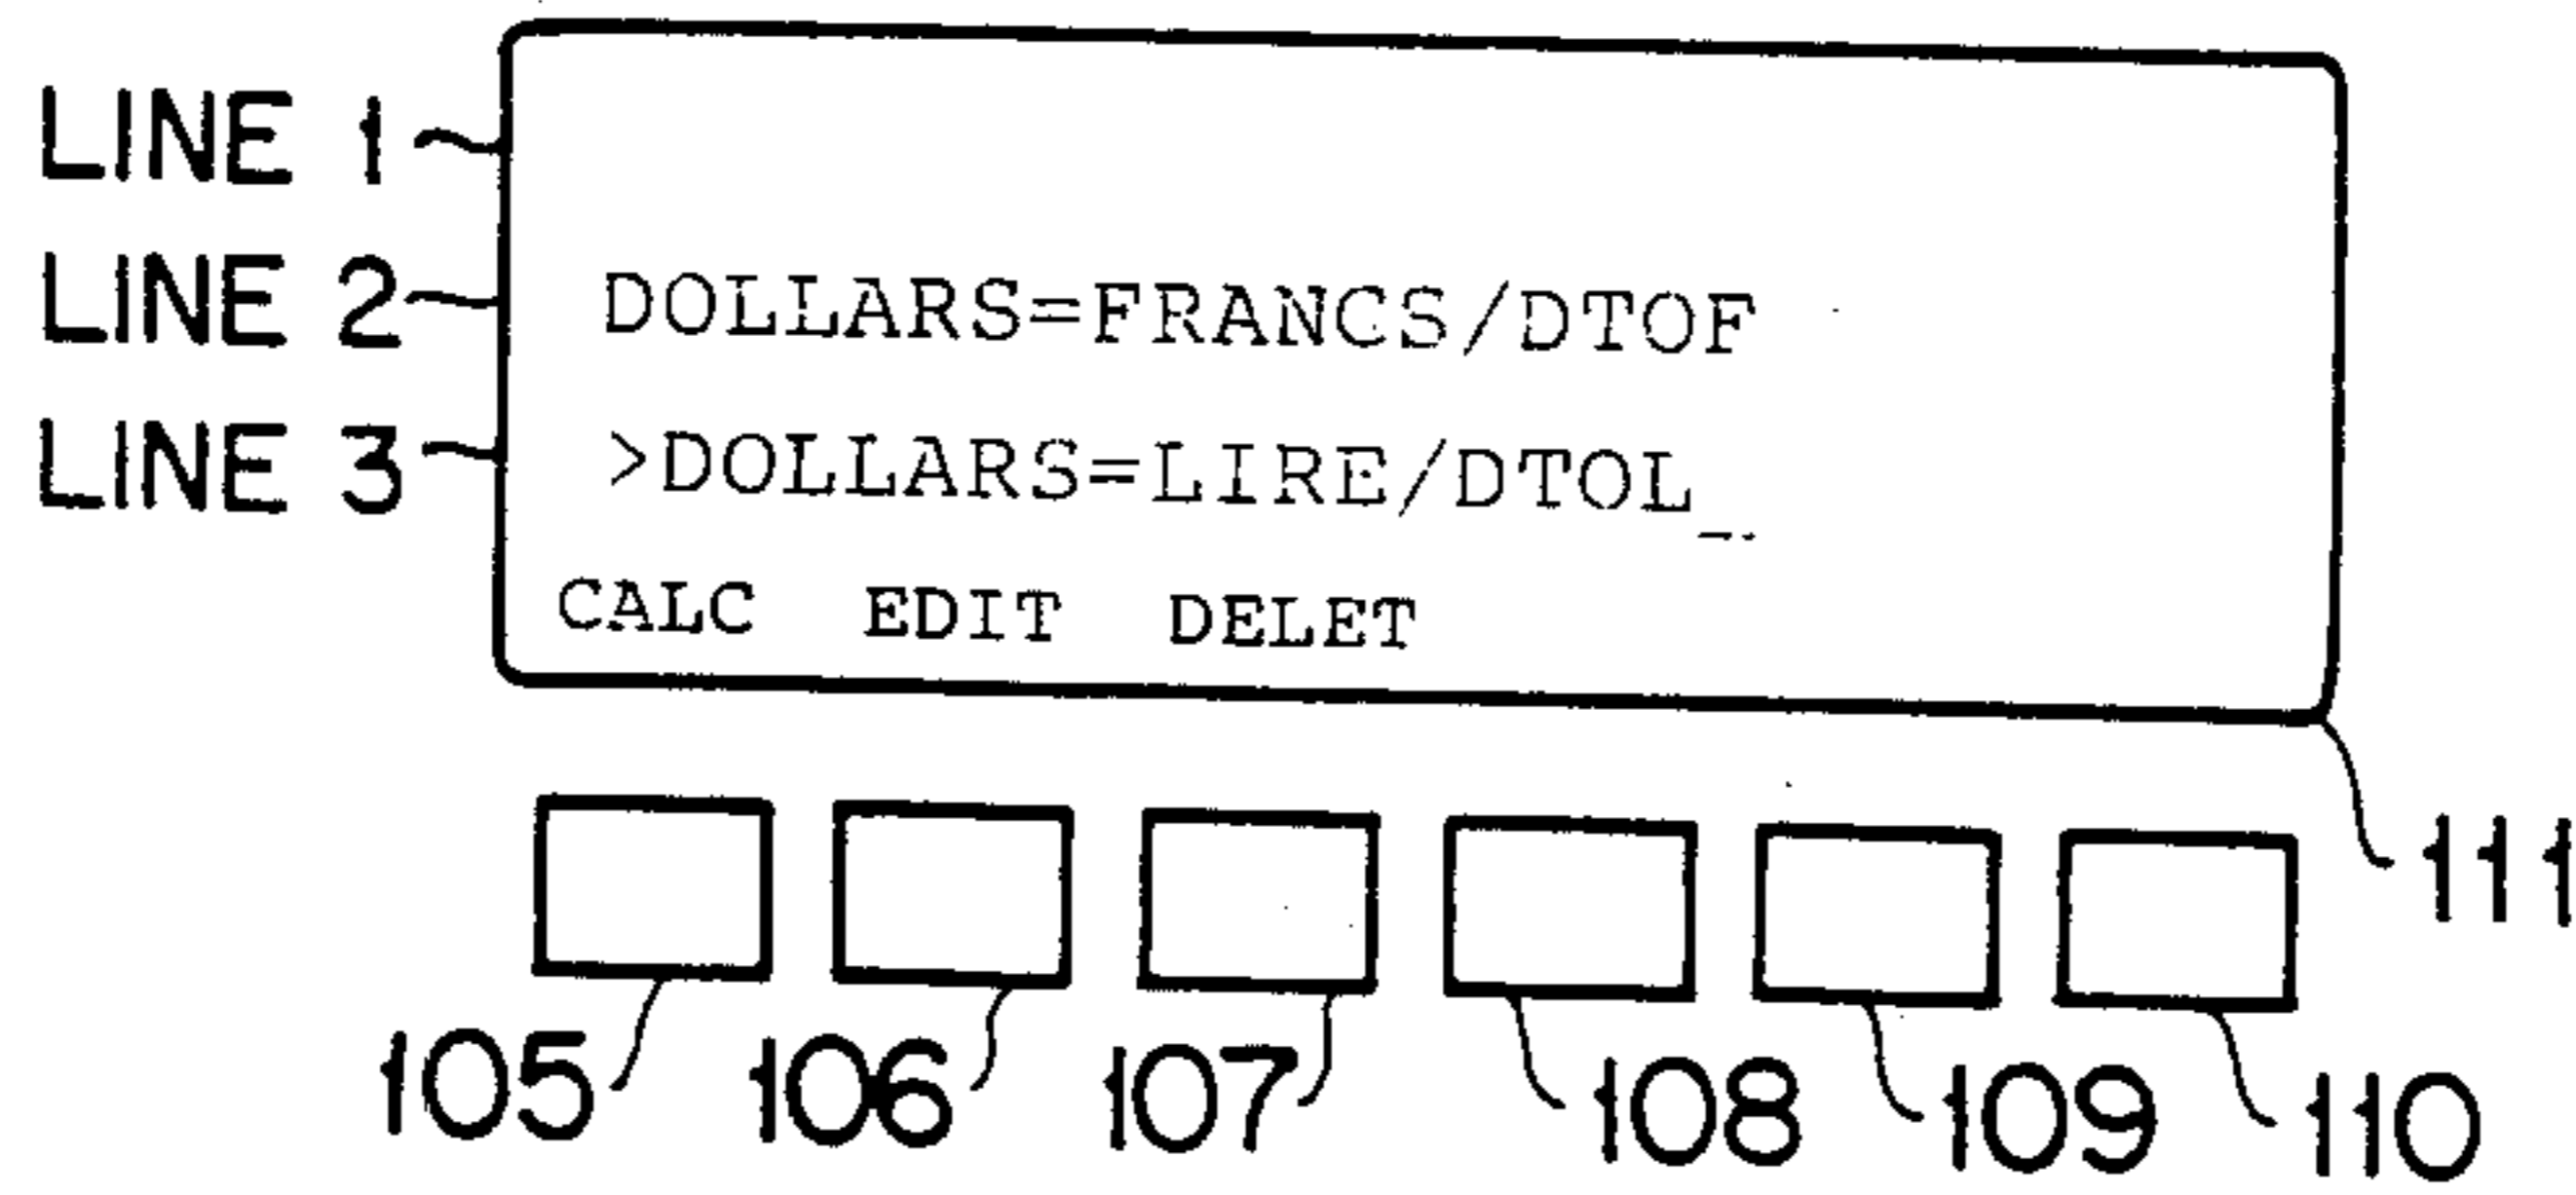 LINE 1
LINE 2 DOLLARS=FRANCS/DTOF
LINE 3 >DOLLARS=LIRE/DTOL_
CALC EDIT DELET
111
105 106 107 108 109 110